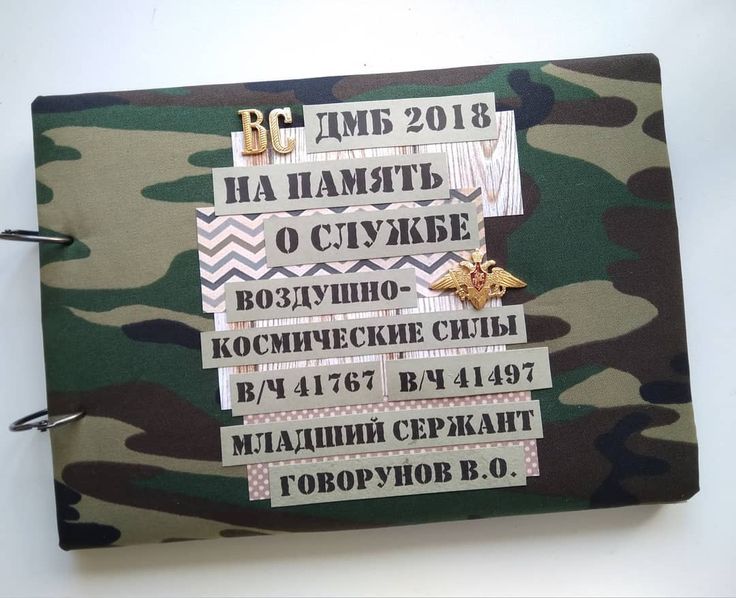 ВС ДМБ 2018
НА ПАМЯТЬ
О СЛУЖБЕ
ВОЗДУШНО-
КОСМИЧЕСКИЕ СИЛЫ
В/Ч 41767 В/Ч 41497
МЛАДШИЙ СЕРЖАНТ
ГОВОРУНОВ В.О.